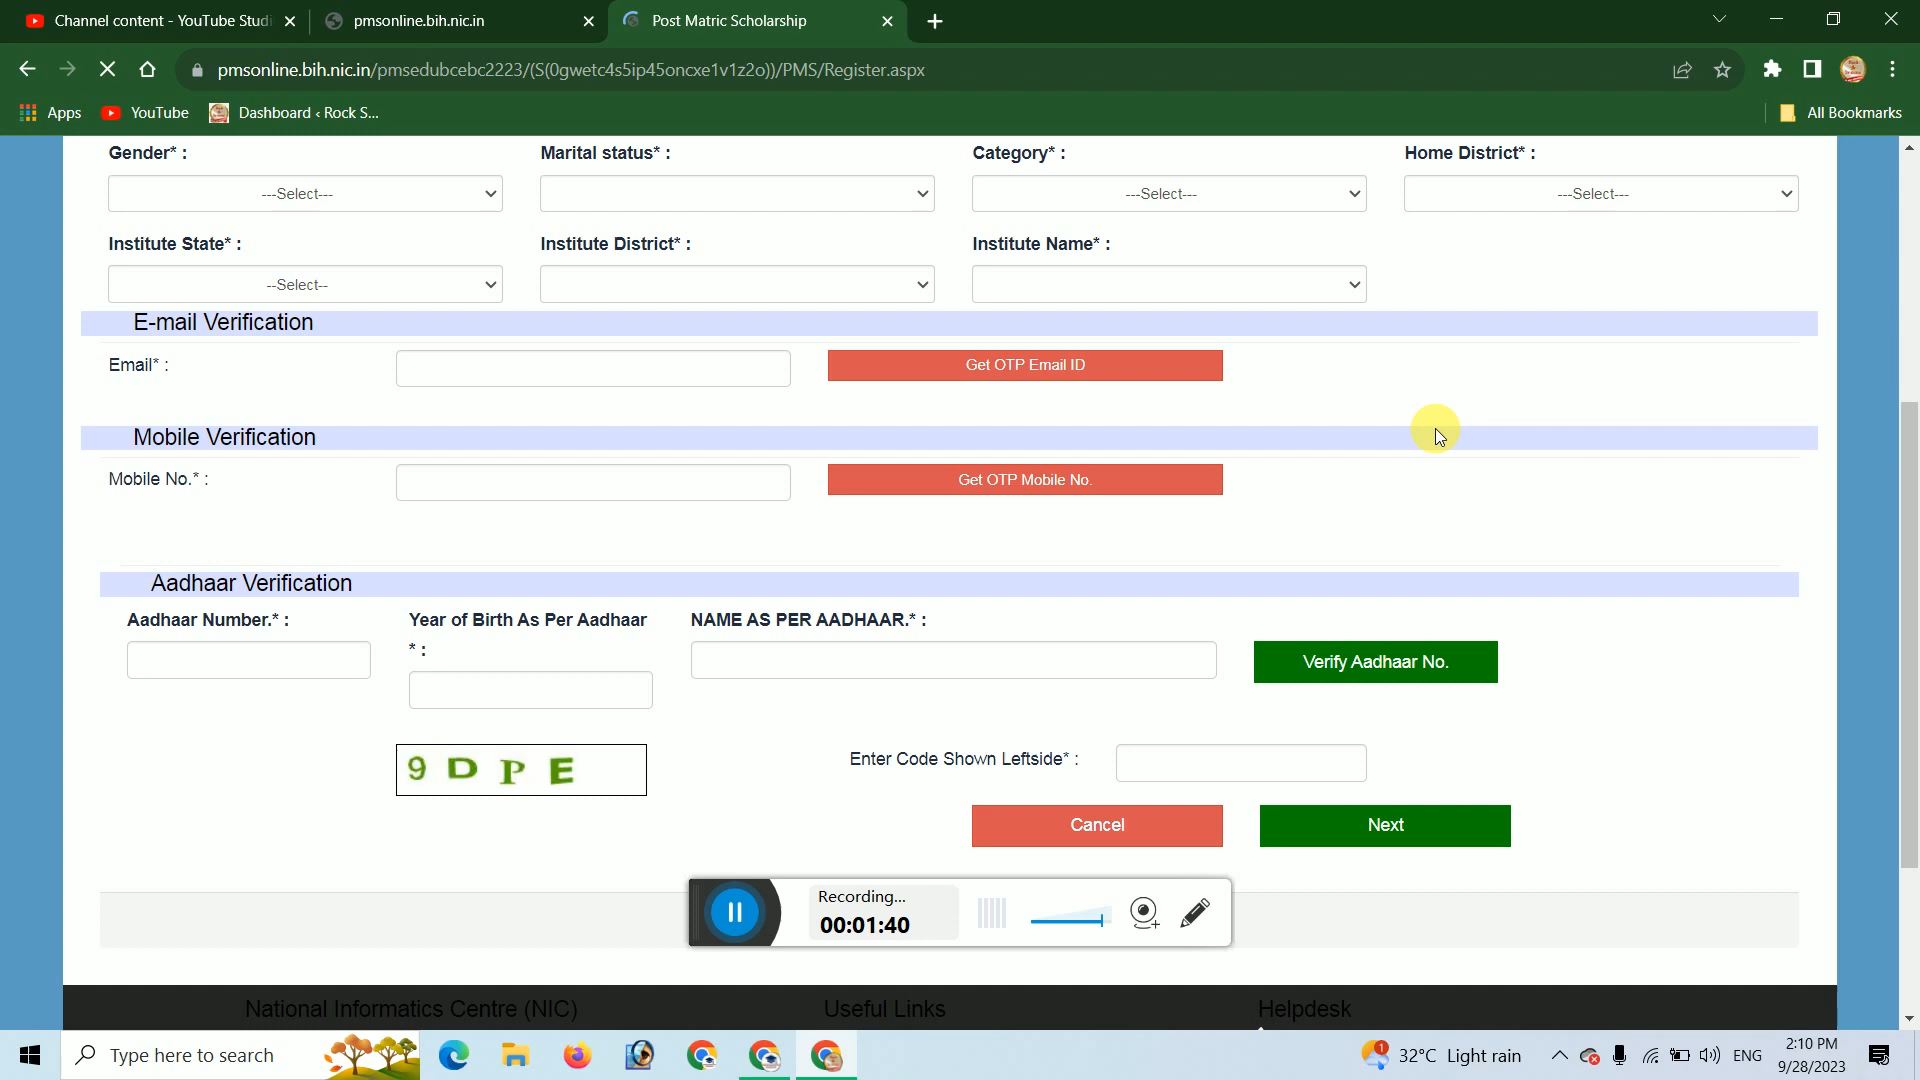 Channel content - YouTube Studi
pmsonline.bih.nic.in
Post Matric Scholarship
pmsonline.bih.nic.in/pmsedubcebc2223/(S(0gwetc4s5ip45oncxe1v1z2o))/PMS/Register.aspx
Apps
YouTube
Dashboard ‹ Rock S...
All Bookmarks
Gender* :
Marital status* :
Category* :
Home District* :
---Select---
---Select---
---Select---
Institute State* :
Institute District* :
Institute Name* :
--Select--
E-mail Verification
Email* :
Get OTP Email ID
Mobile Verification
Mobile No.* :
Get OTP Mobile No.
Aadhaar Verification
Aadhaar Number.* :
Year of Birth As Per Aadhaar
* :
NAME AS PER AADHAAR.* :
Verify Aadhaar No.
9 D P E
Enter Code Shown Leftside* :
Cancel
Next
Recording...
00:01:40
National Informatics Centre (NIC)
Useful Links
Helpdesk
Type here to search
1
32°C Light rain
ENG
2:10 PM
9/28/2023